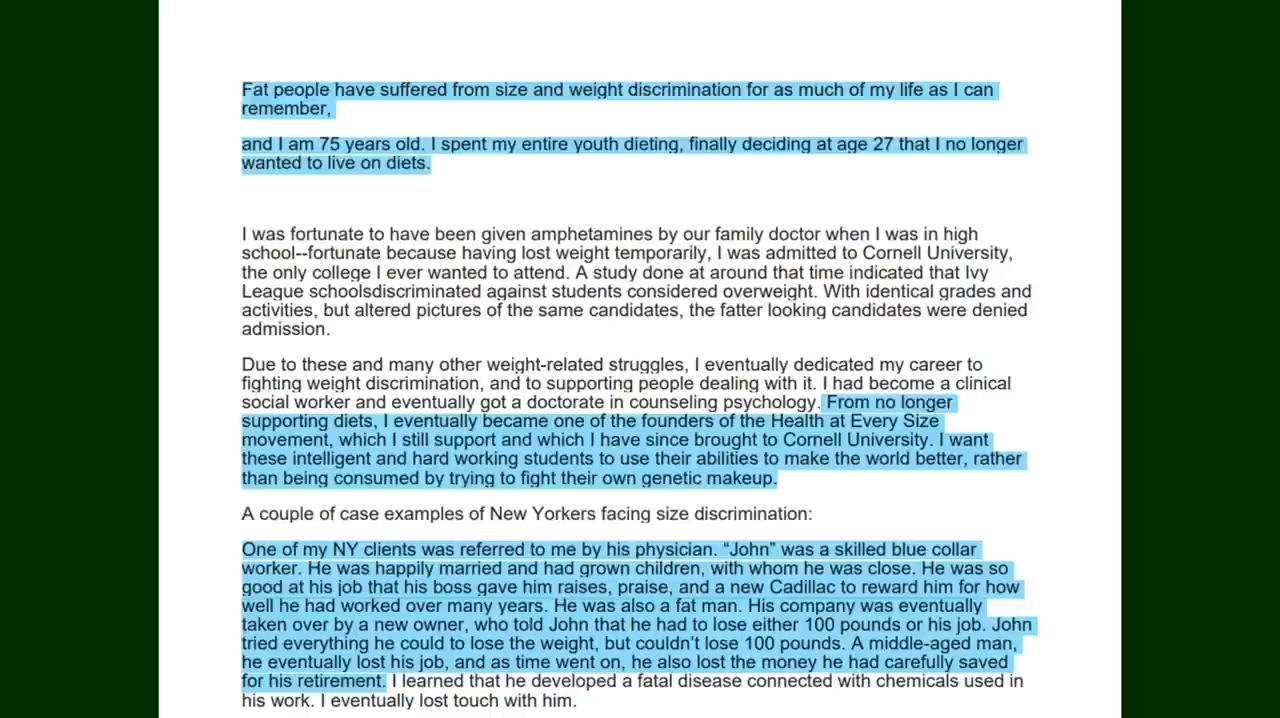 Fat people have suffered from size and weight discrimination for as much of my life as I can
remember,
and I am 75 years old. I spent my entire youth dieting, finally deciding at age 27 that I no longer
wanted to live on diets.
I was fortunate to have been given amphetamines by our family doctor when I was in high
school--fortunate because having lost weight temporarily, I was admitted to Cornell University,
the only college I ever wanted to attend. A study done at around that time indicated that Ivy
League schoolsdiscriminated against students considered overweight. With identical grades and
activities, but altered pictures of the same candidates, the fatter looking candidates were denied
admission.
Due to these and many other weight-related struggles, I eventually dedicated my career to
fighting weight discrimination, and to supporting people dealing with it. I had become a clinical
social worker and eventually got a doctorate in counseling psychology. From no longer
supporting diets, I eventually became one of the founders of the Health at Every Size
movement, which I still support and which I have since brought to Cornell University. I want
these intelligent and hard working students to use their abilities to make the world better, rather
than being consumed by trying to fight their own genetic makeup.
A couple of case examples of New Yorkers facing size discrimination:
One of my NY clients was referred to me by his physician. “John” was a skilled blue collar
worker. He was happily married and had grown children, with whom he was close. He was so
good at his job that his boss gave him raises, praise, and a new Cadillac to reward him for how
well he had worked over many years. He was also a fat man. His company was eventually
taken over by a new owner, who told John that he had to lose either 100 pounds or his job. John
tried everything he could to lose the weight, but couldn’t lose 100 pounds. A middle-aged man,
he eventually lost his job, and as time went on, he also lost the money he had carefully saved
for his retirement. I learned that he developed a fatal disease connected with chemicals used in
his work. I eventually lost touch with him.